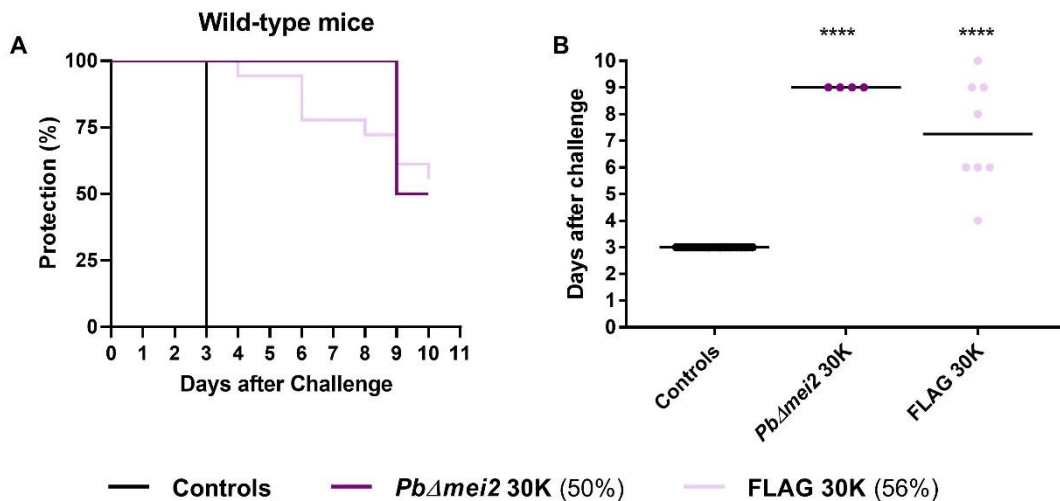 Wild-type mice
A
Protection (%)
100
75
50
25
0
0 1 2 3 4 5 6 7 8 9 10 11
Days after Challenge
B
**** ****
Days after challenge
10
9
8
7
6
5
4
3
2
1
0
Controls
PbΔmei2 30K
FLAG 30K
Controls PbΔmei2 30K (50%) FLAG 30K (56%)